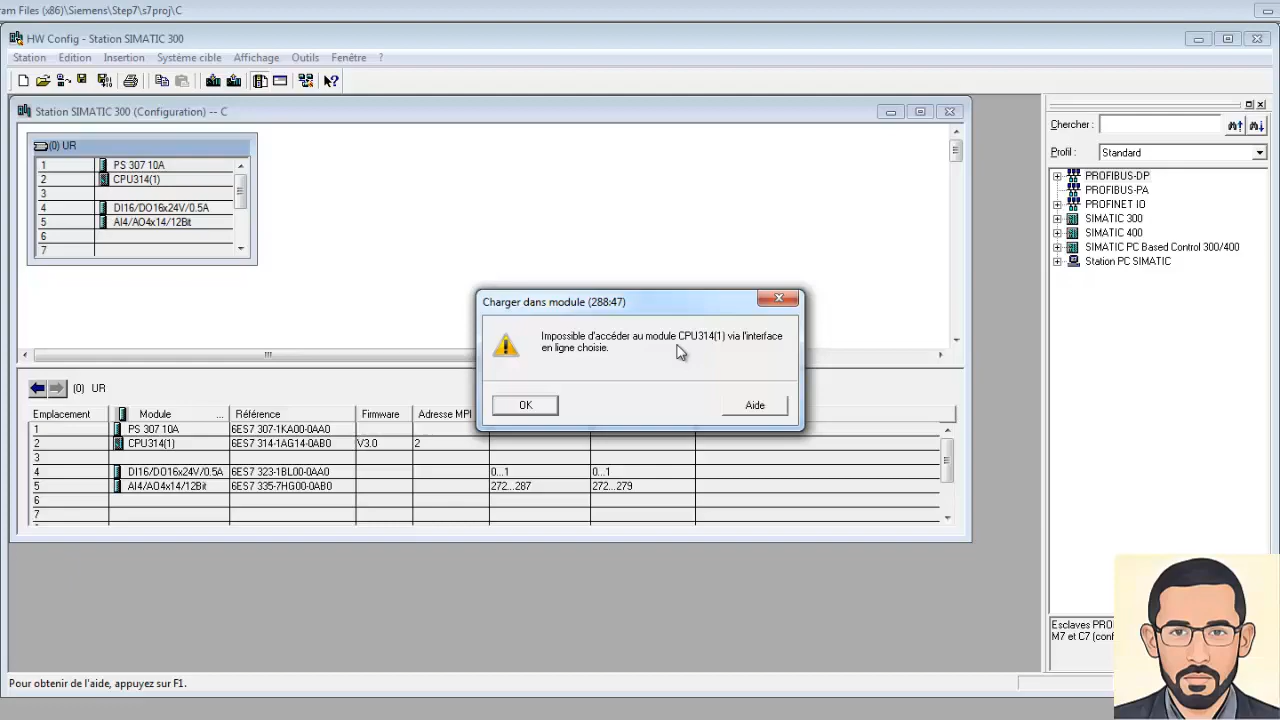 ram Files (x86)\Siemens\Step7\s7proj\C
HW Config - Station SIMATIC 300
Station Edition Insertion Système cible Affichage Outils Fenêtre ?
Station SIMATIC 300 (Configuration) -- C
(0) UR
1 PS 307 10A
2 CPU314(1)
3
4 DI16/DO16x24V/0.5A
5 AI4/AO4x14/12Bit
6
7
Chercher :
Profil : Standard
PROFIBUS-DP
PROFIBUS-PA
PROFINET IO
SIMATIC 300
SIMATIC 400
SIMATIC PC Based Control 300/400
Station PC SIMATIC
Charger dans module (288:47)
Impossible d'accéder au module CPU314(1) via l'interface
en ligne choisie.
OK Aide
(0) UR
Emplacement Module ... Référence Firmware Adresse MPI
1 PS 307 10A 6ES7 307-1KA00-0AA0
2 CPU314(1) 6ES7 314-1AG14-0AB0 V3.0 2
3
4 DI16/DO16x24V/0.5A 6ES7 323-1BL00-0AA0 0...1 0...1
5 AI4/AO4x14/12Bit 6ES7 335-7HG00-0AB0 272...287 272...279
6
7
Esclaves PRO
M7 et C7 (conf
Pour obtenir de l'aide, appuyez sur F1.